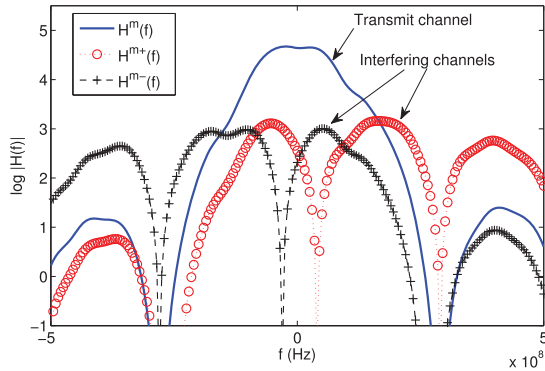 Transmit channel
Interfering channels
H^m(f)
H^m+(f)
H^m−(f)
log |H(f)|
5
4
3
2
1
0
−1
−5
0
5
f (Hz)
x 10^8